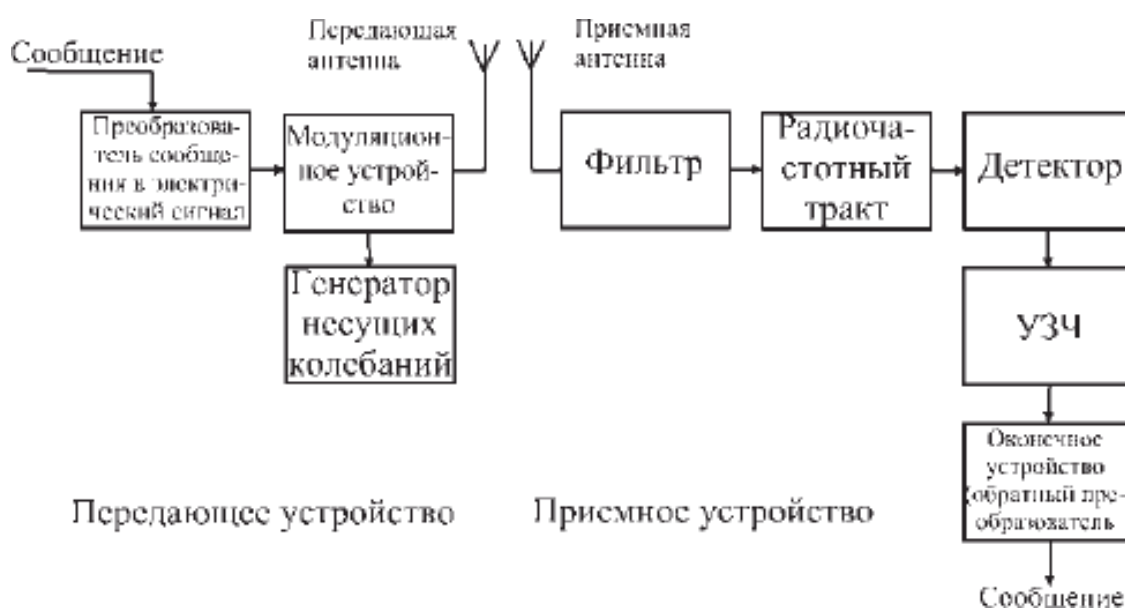 Сообщение
Передающая
антенна
Приемная
антенна
Преобразова-
тель сообще-
ния в электри-
ческий сигнал
Модуляцион-
ное устрой-
ство
Генератор
несущих
колебаний
Фильтр
Радиоча-
стотный
тракт
Детектор
УЗЧ
Оконечное
устройство
(обратный пре-
образователь
Сообщение
Передающее устройство
Приемное устройство